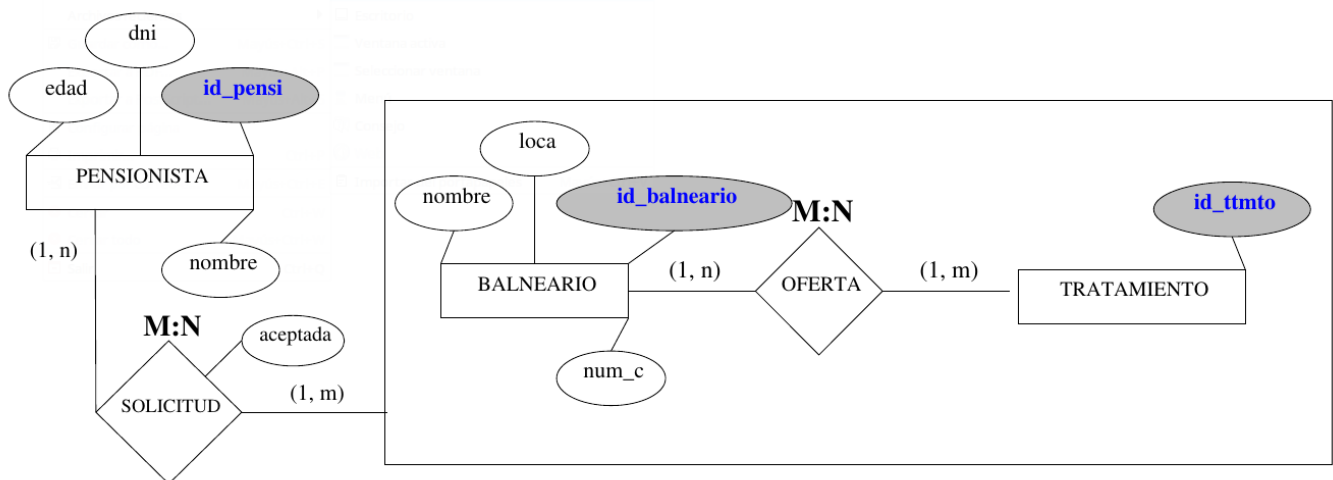 dni
edad
id_pensi
PENSIONISTA
nombre
(1, n)
M:N
aceptada
SOLICITUD
(1, m)
loca
nombre
id_balneario
BALNEARIO
num_c
(1, n)
M:N
OFERTA
(1, m)
id_ttmto
TRATAMIENTO